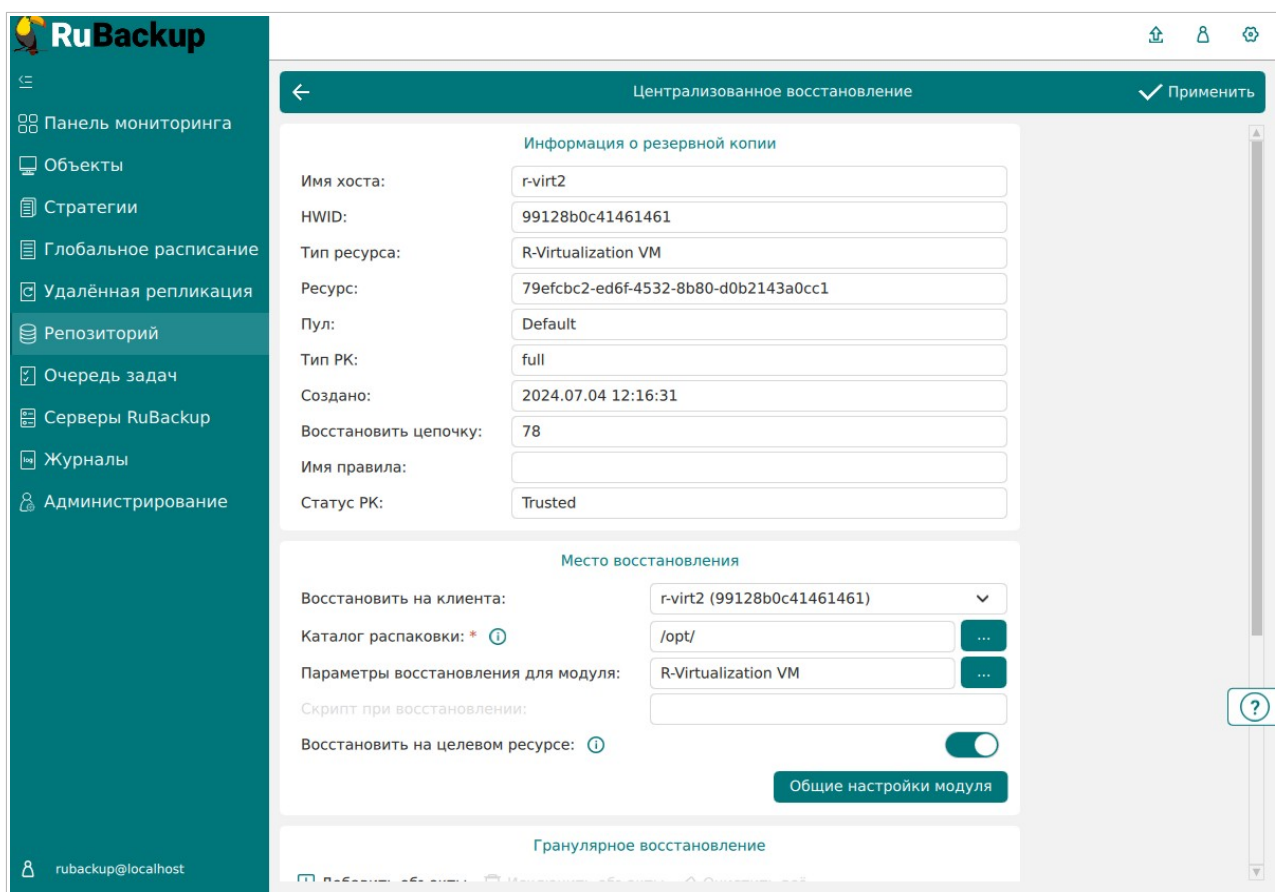 RuBackup
Панель мониторинга
Объекты
Стратегии
Глобальное расписание
Удалённая репликация
Репозиторий
Очередь задач
Серверы RuBackup
log Журналы
Администрирование
rubackup@localhost
Централизованное восстановление
Применить
Информация о резервной копии
Имя хоста: r-virt2
HWID: 99128b0c41461461
Тип ресурса: R-Virtualization VM
Ресурс: 79efcbc2-ed6f-4532-8b80-d0b2143a0cc1
Пул: Default
Тип РК: full
Создано: 2024.07.04 12:16:31
Восстановить цепочку: 78
Имя правила:
Статус РК: Trusted
Место восстановления
Восстановить на клиента: r-virt2 (99128b0c41461461)
Каталог распаковки: * /opt/ ...
Параметры восстановления для модуля: R-Virtualization VM ...
Скрипт при восстановлении:
Восстановить на целевом ресурсе:
?
Общие настройки модуля
Гранулярное восстановление
Добавить объекты